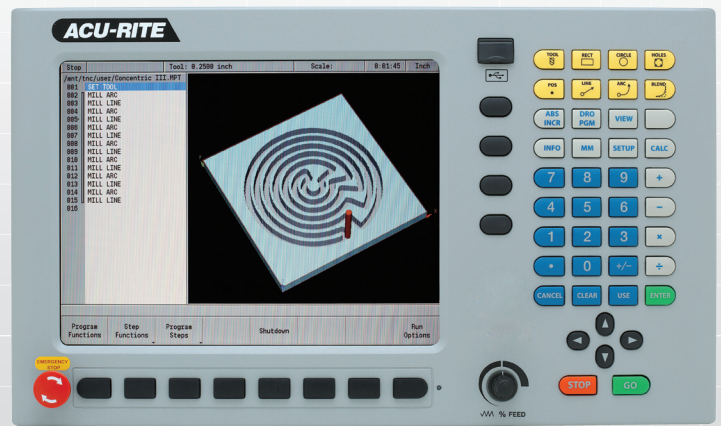 ACU-RITE
Stop Tool: 0.2500 inch Scale: 0:01:45 Inch
/mnt/tnc/user/Concentric III.MPT
001 SET TOOL
002 MILL ARC
003 MILL LINE
004 MILL ARC
005 MILL LINE
006 MILL ARC
007 MILL LINE
008 MILL ARC
009 MILL LINE
010 MILL ARC
011 MILL LINE
012 MILL ARC
013 MILL LINE
014 MILL ARC
015 MILL LINE
016
Program Functions
Step Functions
Program Steps
Shutdown
Run Options
EMERGENCY STOP
TOOL RECT CIRCLE HOLES
POS LINE ARC BLEND
ABS INCR DRO PGM VIEW
INFO MM SETUP CALC
7 8 9 +
4 5 6 −
1 2 3 ×
• 0 +/− ÷
CANCEL CLEAR USE ENTER
STOP GO
% FEED